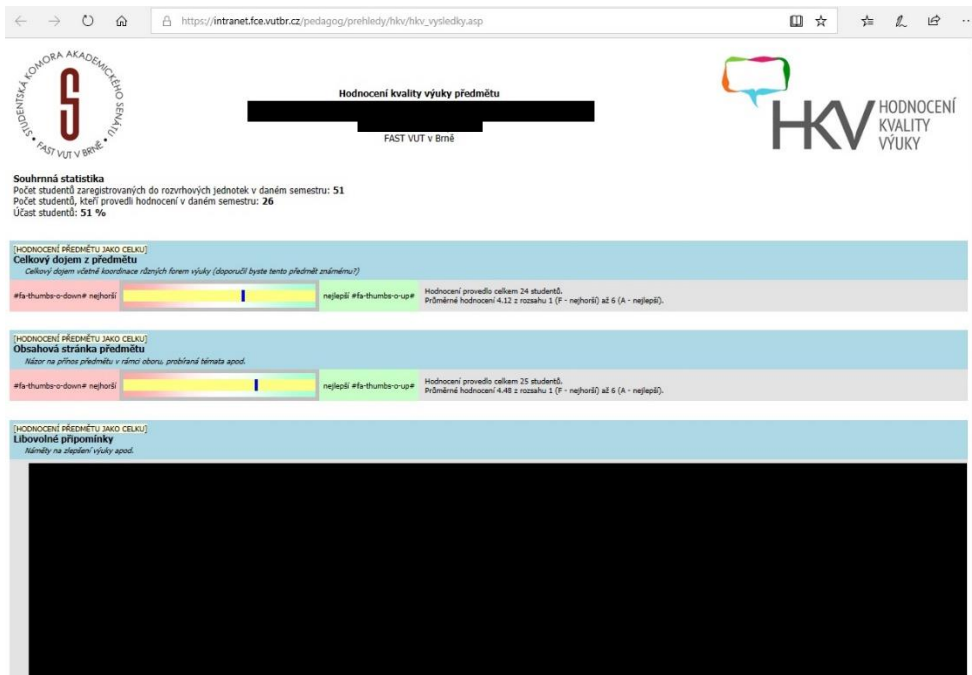 https://intranet.fce.vutbr.cz/pedagog/prehledy/hkv/hkv_vysledky.asp
STUDENTSKÁ KOMORA AKADEMICKÉHO SENÁTU
FAST VUT V BRNĚ
S
Hodnocení kvality výuky předmětu
FAST VUT v Brně
HKV
HODNOCENÍ
KVALITY
VÝUKY
Souhrnná statistika
Počet studentů zaregistrovaných do rozvrhových jednotek v daném semestru: 51
Počet studentů, kteří provedli hodnocení v daném semestru: 26
Účast studentů: 51 %
[HODNOCENÍ PŘEDMĚTU JAKO CELKU]
Celkový dojem z předmětu
Celkový dojem včetně koordinace různých forem výuky (doporučil byste tento předmět známému?)
#fa-thumbs-o-down# nejhorší
nejlepší #fa-thumbs-o-up#
Hodnocení provedlo celkem 24 studentů.
Průměrné hodnocení 4.12 z rozsahu 1 (F - nejhorší) až 6 (A - nejlepší).
[HODNOCENÍ PŘEDMĚTU JAKO CELKU]
Obsahová stránka předmětu
Názor na přínos předmětu v rámci oboru, probíraná témata apod.
#fa-thumbs-o-down# nejhorší
nejlepší #fa-thumbs-o-up#
Hodnocení provedlo celkem 25 studentů.
Průměrné hodnocení 4.48 z rozsahu 1 (F - nejhorší) až 6 (A - nejlepší).
[HODNOCENÍ PŘEDMĚTU JAKO CELKU]
Libovolné připomínky
Náměty na zlepšení výuky apod.